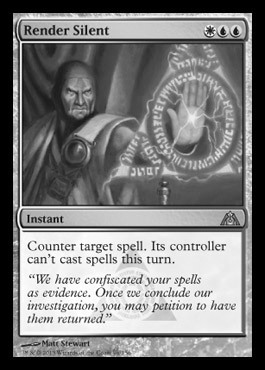 Render Silent
Instant
Counter target spell. Its controller
can't cast spells this turn.
"We have confiscated your spells
as evidence. Once we conclude our
investigation, you may petition to have
them returned."
Matt Stewart